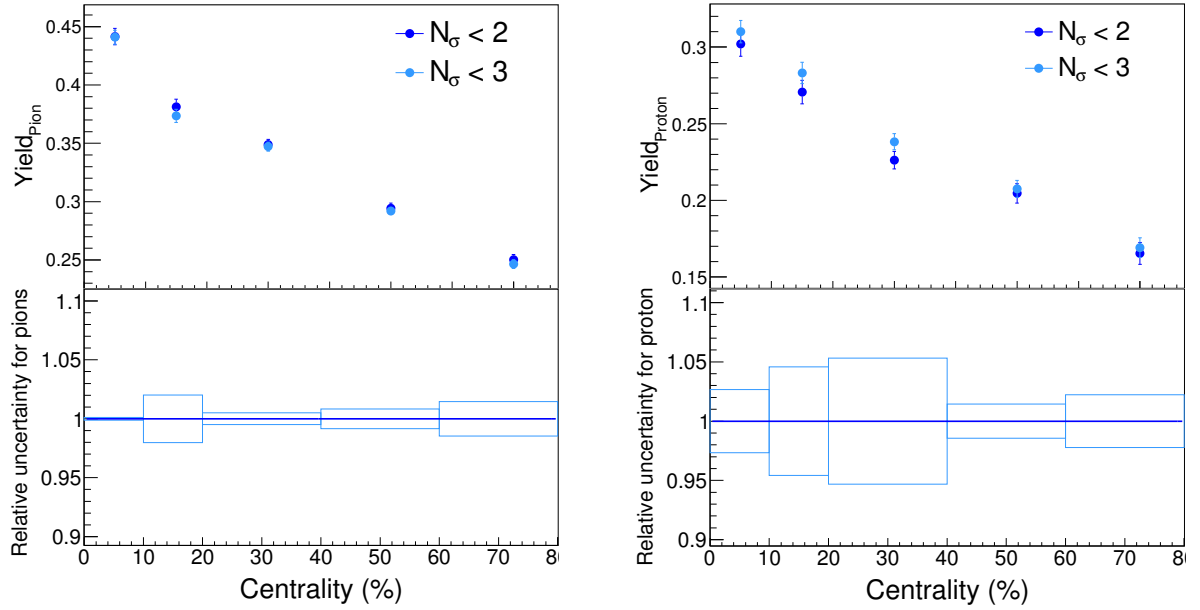 0.45
0.4
0.35
0.3
0.25
Yield_Pion
N_σ < 2
N_σ < 3
1.1
1.05
1
0.95
0.9
Relative uncertainty for pions
0 10 20 30 40 50 60 70 80
Centrality (%)
0.3
0.25
0.2
0.15
Yield_Proton
N_σ < 2
N_σ < 3
1.1
1.05
1
0.95
0.9
Relative uncertainty for proton
0 10 20 30 40 50 60 70 80
Centrality (%)